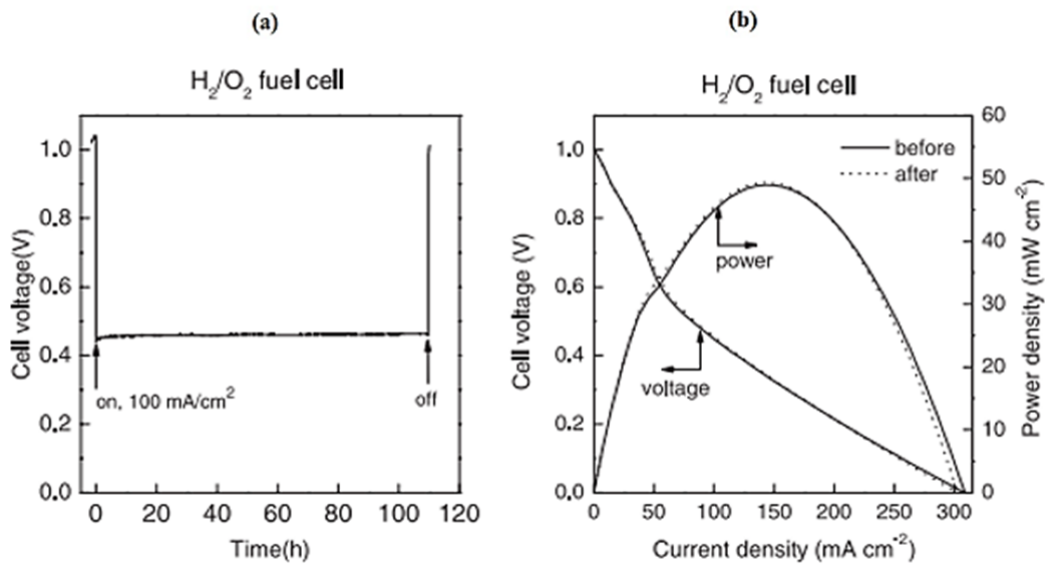 (a)
H₂/O₂ fuel cell
Cell voltage(V)
1.0
0.8
0.6
0.4
0.2
0.0
on, 100 mA/cm²
off
0 20 40 60 80 100 120
Time(h)
(b)
H₂/O₂ fuel cell
Cell voltage (V)
1.0
0.8
0.6
0.4
0.2
0.0
before
after
power
voltage
60
50
40
30
20
10
0
Power density (mW cm⁻²)
0 50 100 150 200 250 300
Current density (mA cm⁻²)